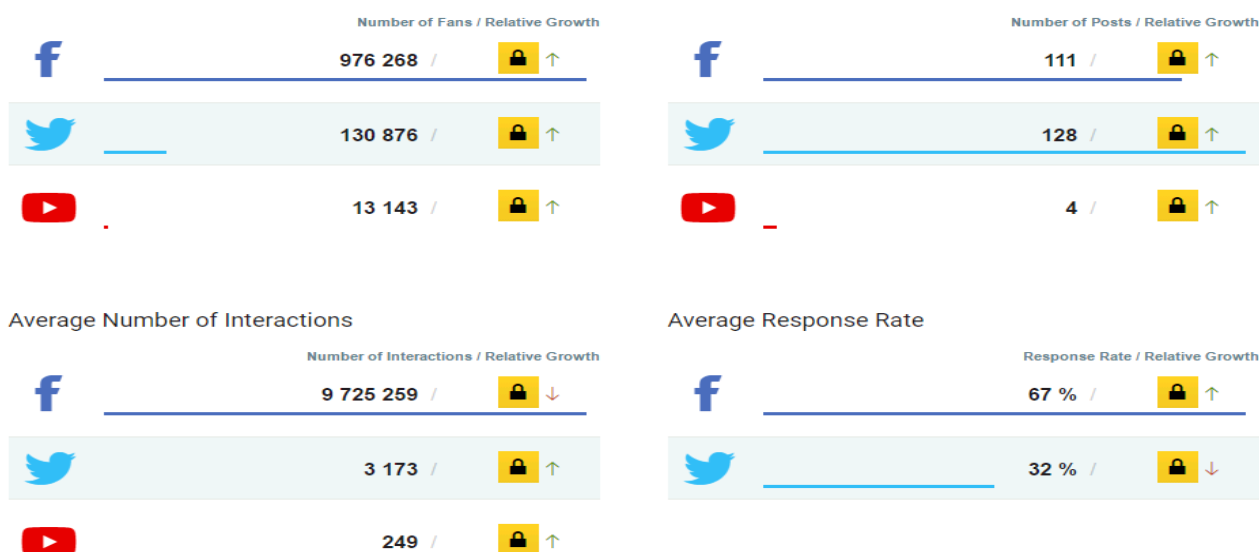 Number of Fans / Relative Growth
976 268 /
130 876 /
13 143 /
Number of Posts / Relative Growth
111 /
128 /
4 /
Average Number of Interactions
Number of Interactions / Relative Growth
9 725 259 /
3 173 /
249 /
Average Response Rate
Response Rate / Relative Growth
67 % /
32 % /